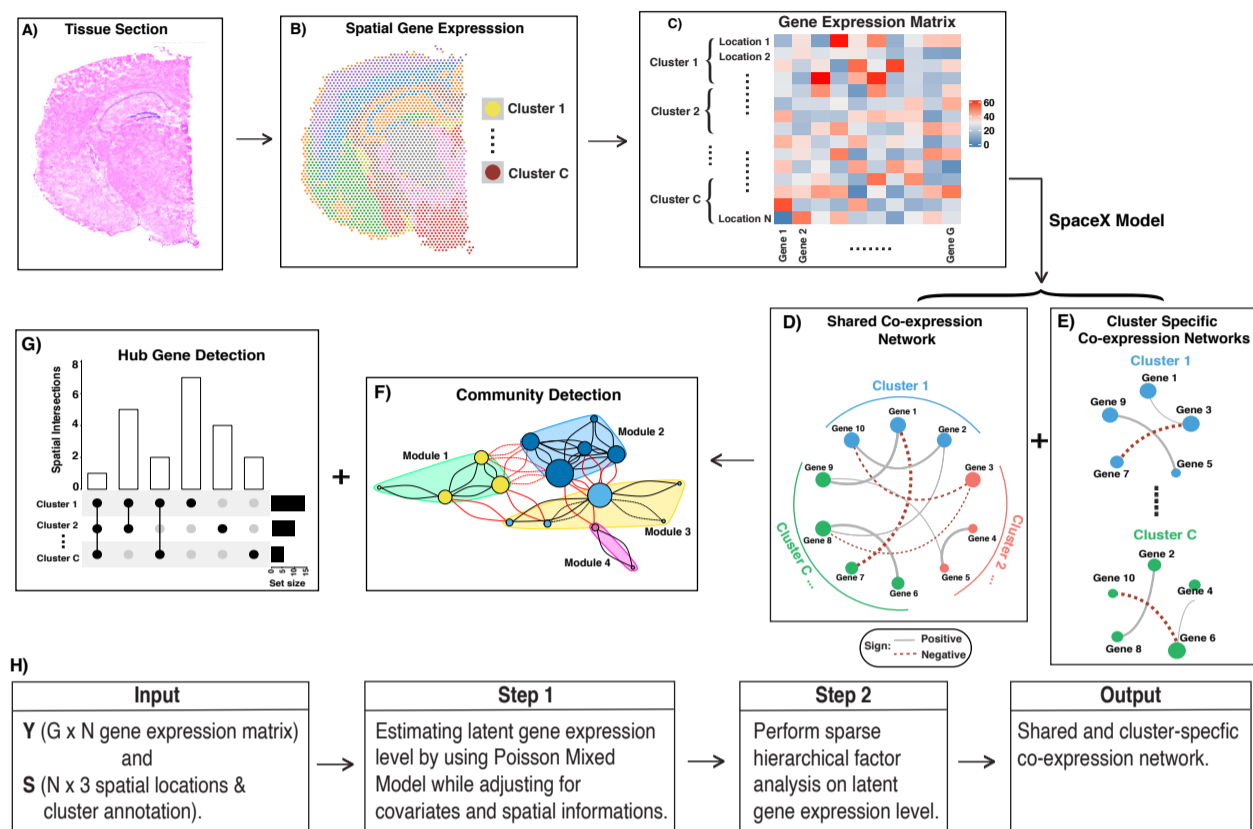 A)
Tissue Section
B)
Spatial Gene Expresssion
Cluster 1
Cluster C
C)
Gene Expression Matrix
Location 1
Location 2
Cluster 1
Cluster 2
Cluster C
Location N
60
40
20
0
Gene 1
Gene 2
Gene G
SpaceX Model
D)
Shared Co-expression
Network
Cluster 1
Gene 1
Gene 10
Gene 2
Gene 9
Gene 3
Gene 8
Gene 4
Gene 7
Gene 5
Gene 6
Cluster C ...
Cluster 2 ...
+
E)
Cluster Specific
Co-expression Networks
Cluster 1
Gene 1
Gene 9
Gene 3
Gene 7
Gene 5
Cluster C
Gene 2
Gene 10
Gene 4
Gene 8
Gene 6
Sign:
Positive
Negative
F)
Community Detection
Module 1
Module 2
Module 3
Module 4
+
G)
Hub Gene Detection
Spatial Intersections
8
6
4
2
0
Cluster 1
Cluster 2
Cluster C
0
5
10
15
Set size
H)
Input
Y (G x N gene expression matrix)
and
S (N x 3 spatial locations &
cluster annotation).
Step 1
Estimating latent gene expression
level by using Poisson Mixed
Model while adjusting for
covariates and spatial informations.
Step 2
Perform sparse
hierarchical factor
analysis on latent
gene expression level.
Output
Shared and cluster-specfic
co-expression network.